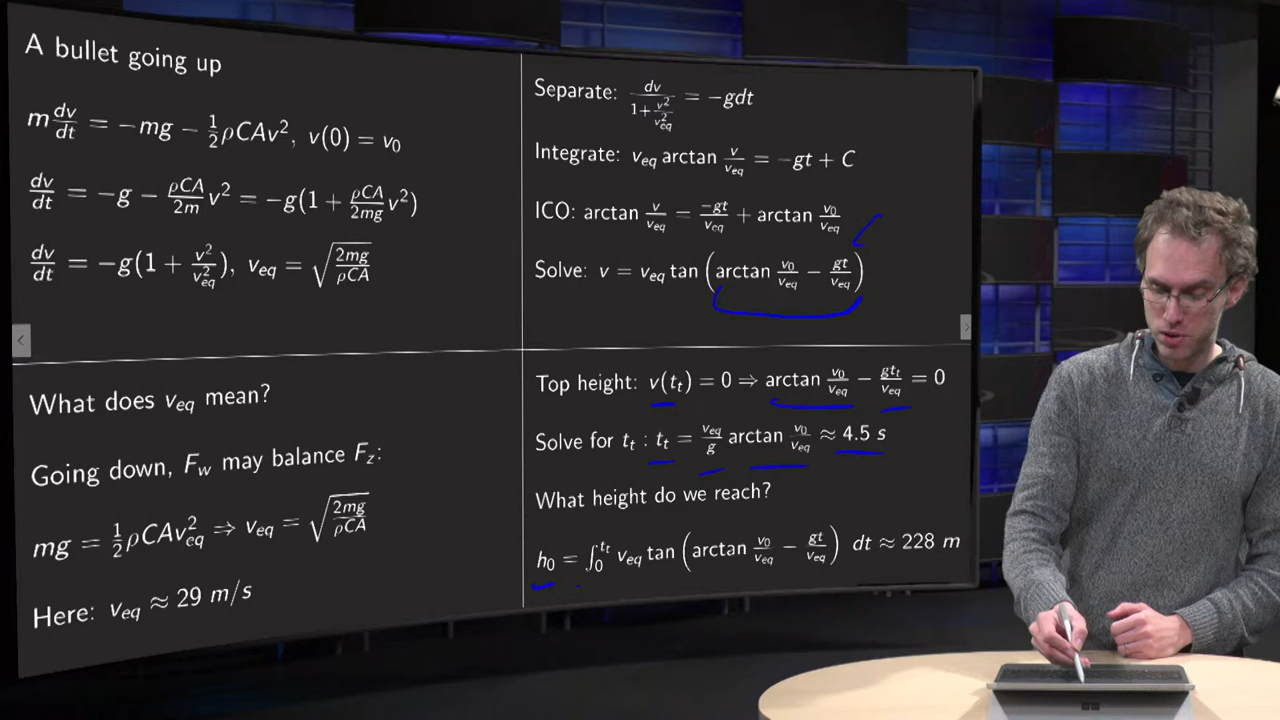 A bullet going up
m dv/dt = −mg − ½ρCAv², v(0) = v₀
dv/dt = −g − ρCA/2m v² = −g(1 + ρCA/2mg v²)
dv/dt = −g(1 + v²/v²_eq), v_eq = √(2mg/ρCA)
Separate: dv/(1+v²/v²_eq) = −gdt
Integrate: v_eq arctan v/v_eq = −gt + C
ICO: arctan v/v_eq = −gt/v_eq + arctan v₀/v_eq
Solve: v = v_eq tan (arctan v₀/v_eq − gt/v_eq)
What does v_eq mean?
Going down, F_w may balance F_z:
mg = ½ρCAv²_eq ⇒ v_eq = √(2mg/ρCA)
Here: v_eq ≈ 29 m/s
Top height: v(t_t) = 0 ⇒ arctan v₀/v_eq − gt_t/v_eq = 0
Solve for t_t : t_t = v_eq/g arctan v₀/v_eq ≈ 4.5 s
What height do we reach?
h₀ = ∫₀^{t_t} v_eq tan (arctan v₀/v_eq − gt/v_eq) dt ≈ 228 m